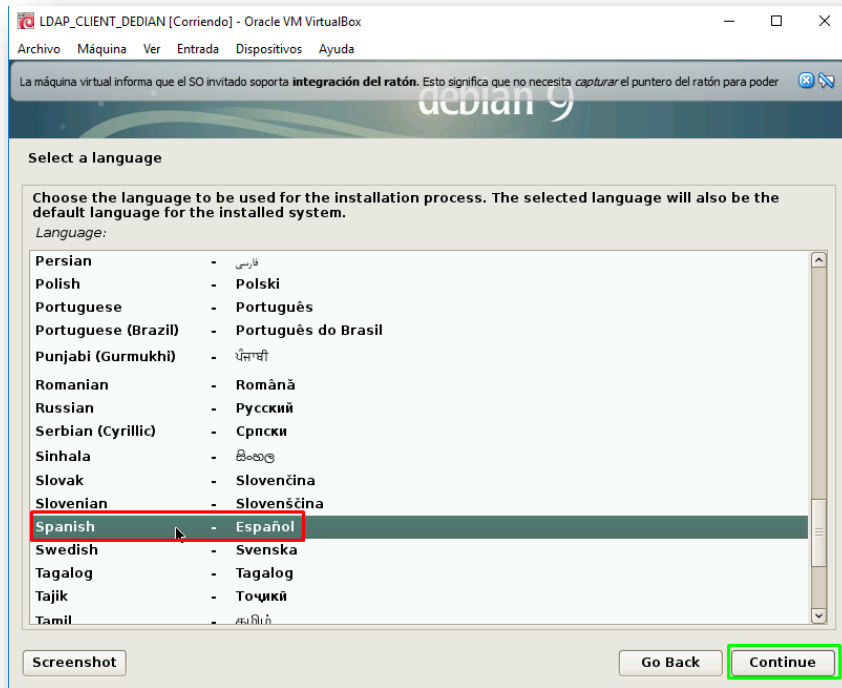 LDAP_CLIENT_DEDIAN [Corriendo] - Oracle VM VirtualBox
Archivo Máquina Ver Entrada Dispositivos Ayuda
La máquina virtual informa que el SO invitado soporta integración del ratón. Esto significa que no necesita capturar el puntero del ratón para poder
debian 9
Select a language
Choose the language to be used for the installation process. The selected language will also be the
default language for the installed system.
Language:
Persian - فارسی
Polish - Polski
Portuguese - Português
Portuguese (Brazil) - Português do Brasil
Punjabi (Gurmukhi) - ਪੰਜਾਬੀ
Romanian - Română
Russian - Русский
Serbian (Cyrillic) - Српски
Sinhala - සිංහල
Slovak - Slovenčina
Slovenian - Slovenščina
Spanish - Español
Swedish - Svenska
Tagalog - Tagalog
Tajik - Тоҷикӣ
Tamil - தமிழ்
Screenshot Go Back Continue